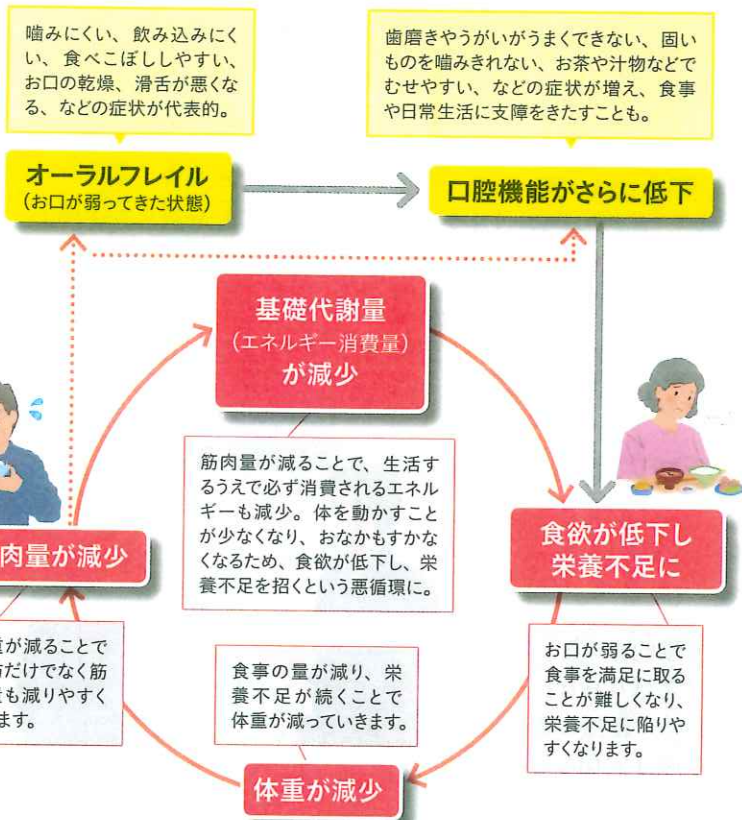 噛みにくい、飲み込みにく
い、食べこぼししやすい、
お口の乾燥、滑舌が悪くな
る、などの症状が代表的。
歯磨きやうがいがうまくできない、固い
ものを噛みきれない、お茶や汁物などで
むせやすい、などの症状が増え、食事
や日常生活に支障をきたすことも。
オーラルフレイル
(お口が弱ってきた状態)
口腔機能がさらに低下
基礎代謝量
(エネルギー消費量)
が減少
筋肉量が減ることで、生活す
るうえで必ず消費されるエネル
ギーも減少。体を動かすこと
が少なくなり、おなかもすかな
くなるため、食欲が低下し、栄
養不足を招くという悪循環に。
食欲が低下し
栄養不足に
お口が弱ることで
食事を満足に取る
ことが難しくなり、
栄養不足に陥りや
すくなります。
体重が減少
食事の量が減り、栄
養不足が続くことで
体重が減っていきます。
肉量が減少
が減ることで
だけでなく筋
も減りやすく
ます。